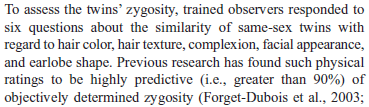 To assess the twins' zygosity, trained observers responded to
six questions about the similarity of same-sex twins with
regard to hair color, hair texture, complexion, facial appearance,
and earlobe shape. Previous research has found such physical
ratings to be highly predictive (i.e., greater than 90%) of
objectively determined zygosity (Forget-Dubois et al., 2003;